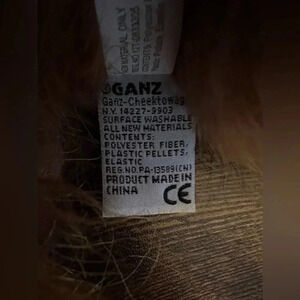 ©GANZ
Ganz-Cheektowaga
N.Y. 14227-9903
SURFACE WASHABLE
ALL NEW MATERIALS
CONTENTS:
POLYESTER FIBER,
PLASTIC PELLETS,
ELASTIC
REG.NO.PA-13589(CN)
PRODUCT MADE IN
CHINA
CE